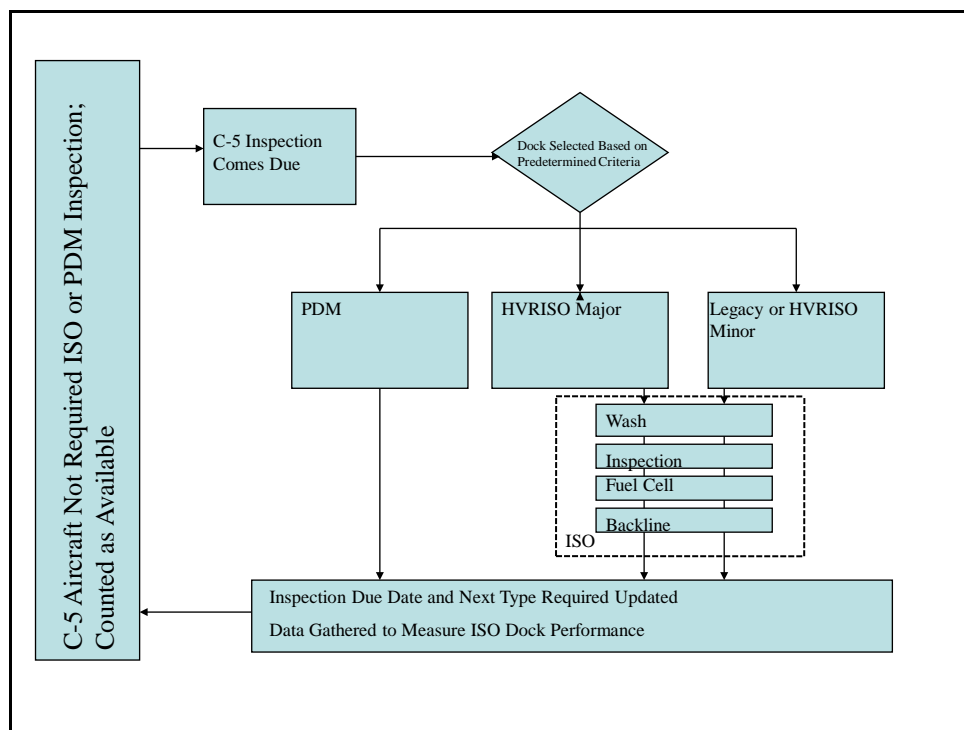 C-5 Aircraft Not Required ISO or PDM Inspection;
Counted as Available
C-5 Inspection
Comes Due
Dock Selected Based on
Predetermined Criteria
PDM
HVRISO Major
Legacy or HVRISO
Minor
Wash
Inspection
Fuel Cell
Backline
ISO
Inspection Due Date and Next Type Required Updated
Data Gathered to Measure ISO Dock Performance